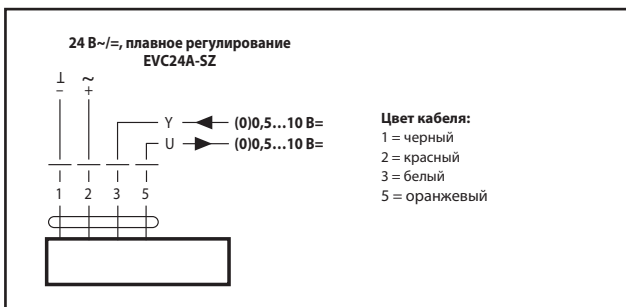 24 В~/=, плавное регулирование
EVC24A-SZ
⊥ ~
– +
Y (0)0,5...10 В=
U (0)0,5...10 В=
1 2 3 5
Цвет кабеля:
1 = черный
2 = красный
3 = белый
5 = оранжевый